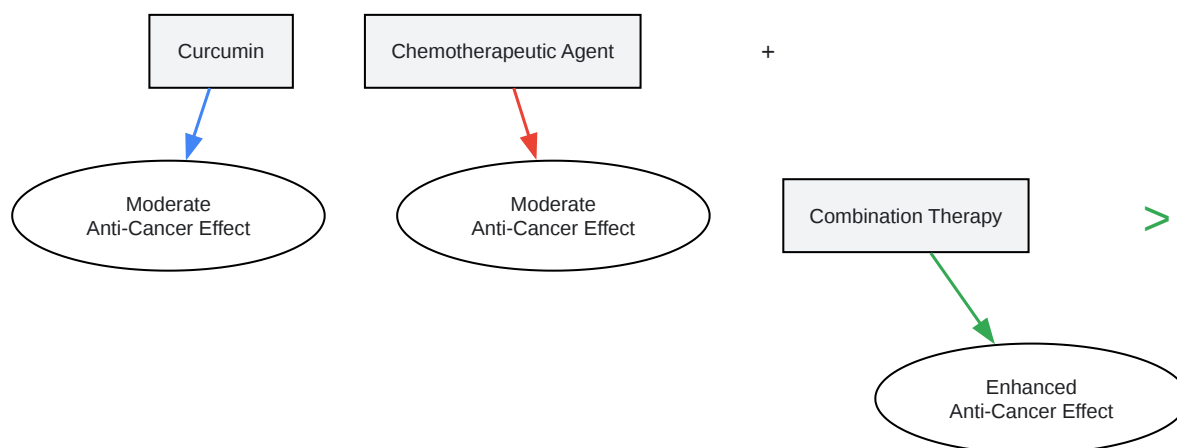 Curcumin
Chemotherapeutic Agent
+
Moderate
Anti-Cancer Effect
Moderate
Anti-Cancer Effect
Combination Therapy
>
Enhanced
Anti-Cancer Effect